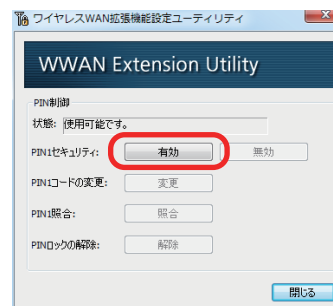 ワイヤレスWAN拡張機能設定ユーティリティ
WWAN Extension Utility
PIN制御
状態: 使用可能です。
PIN1セキュリティ: 有効 無効
PIN1コードの変更: 変更
PIN1照合: 照合
PINロックの解除: 解除
閉じる